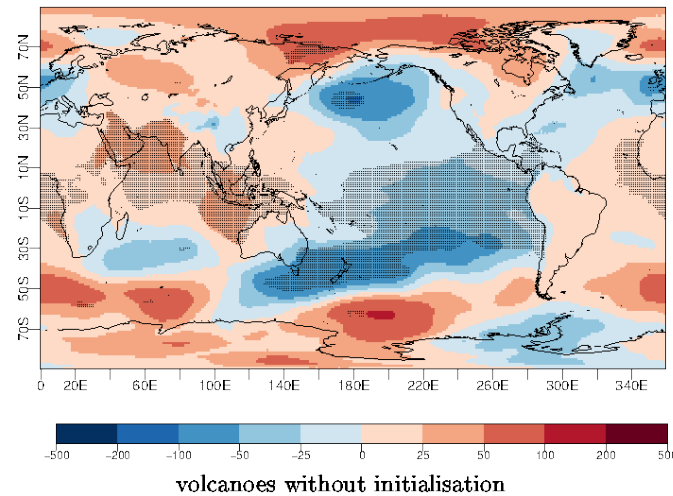 70N
50N
30N
10N
10S
30S
50S
70S
0 20E 60E 100E 140E 180E 220E 260E 300E 340E
-500 -200 -100 -50 -25 0 25 50 100 200 500
volcanoes without initialisation